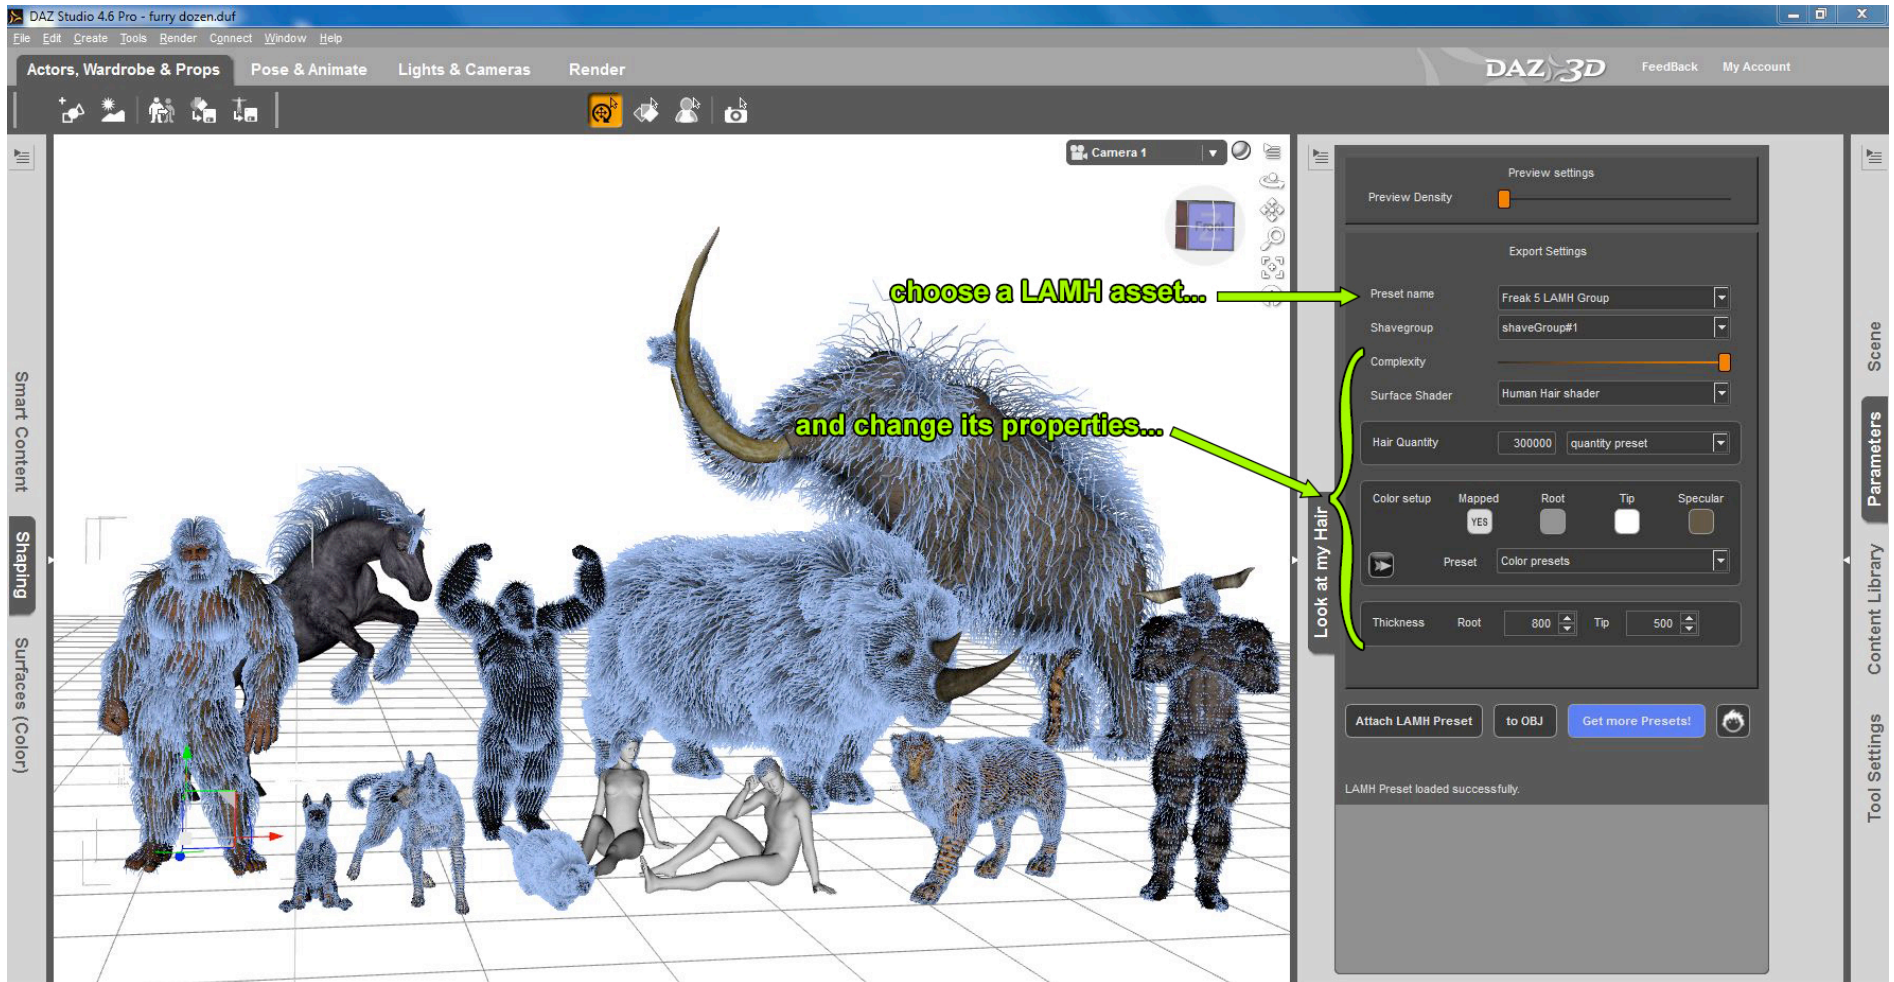 DAZ Studio 4.6 Pro - furry dozen.duf
File Edit Create Tools Render Connect Window Help
Actors, Wardrobe & Props Pose & Animate Lights & Cameras Render
DAZ 3D FeedBack My Account
Camera 1
Front
Preview settings
Preview Density
Export Settings
choose a LAMH asset...
Preset name Freak 5 LAMH Group
Shavegroup shaveGroup#1
Complexity
Surface Shader Human Hair shader
and change its properties...
Hair Quantity 300000 quantity preset
Color setup Mapped Root Tip Specular
YES
Preset Color presets
Thickness Root 800 Tip 500
Attach LAMH Preset to OBJ Get more Presets!
LAMH Preset loaded successfully.
Smart Content
Shaping
Surfaces (Color)
Look at my Hair
Scene
Parameters
Content Library
Tool Settings